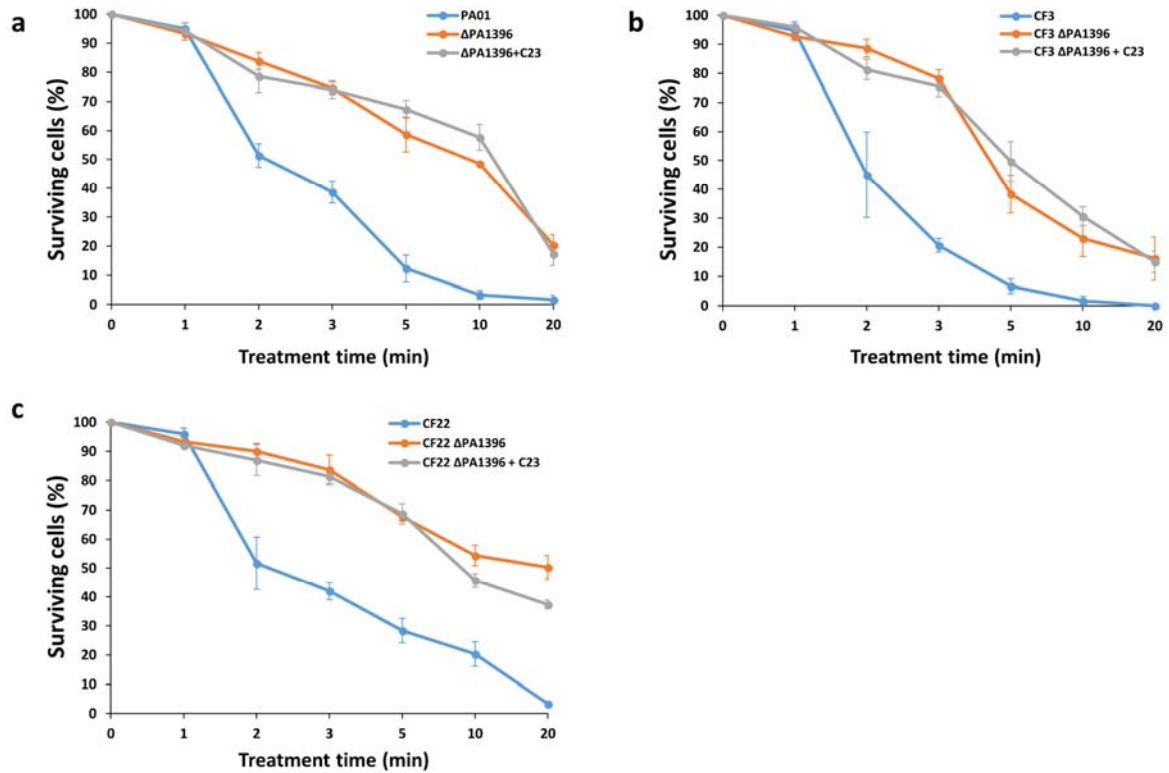 a
PA01
ΔPA1396
ΔPA1396+C23
Surviving cells (%)
100
90
80
70
60
50
40
30
20
10
0
0 1 2 3 5 10 20
Treatment time (min)
b
CF3
CF3 ΔPA1396
CF3 ΔPA1396 + C23
Surviving cells (%)
100
90
80
70
60
50
40
30
20
10
0
0 1 2 3 5 10 20
Treatment time (min)
c
CF22
CF22 ΔPA1396
CF22 ΔPA1396 + C23
Surviving cells (%)
100
90
80
70
60
50
40
30
20
10
0
0 1 2 3 5 10 20
Treatment time (min)